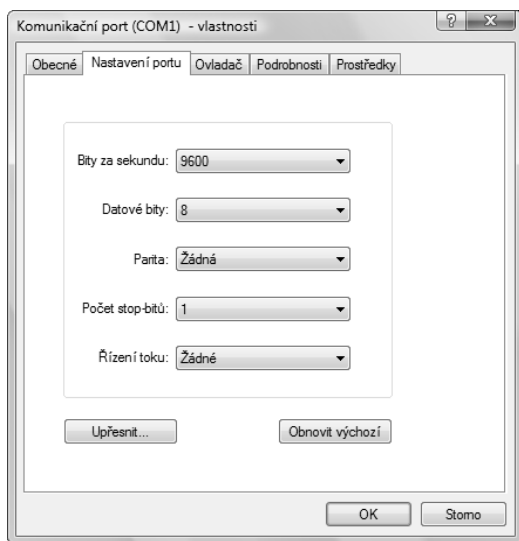 Komunikační port (COM1) - vlastnosti
Obecné Nastavení portu Ovladač Podrobnosti Prostředky
Bity za sekundu: 9600
Datové bity: 8
Parita: Žádná
Počet stop-bitů: 1
Řízení toku: Žádné
Upřesnit... Obnovit výchozí
OK Storno